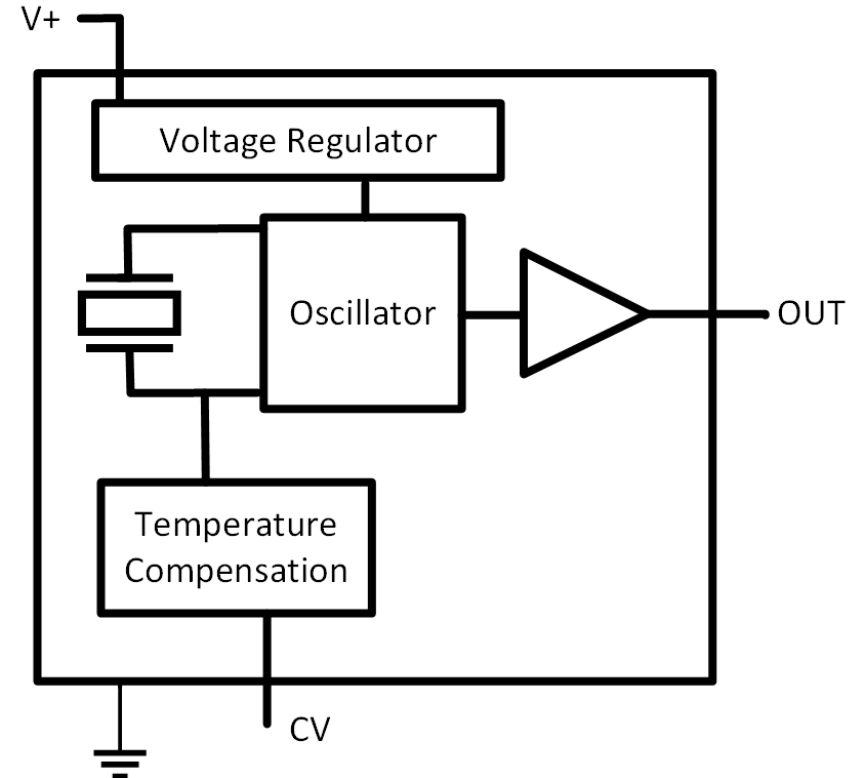 V+
Voltage Regulator
Oscillator
OUT
Temperature
Compensation
CV